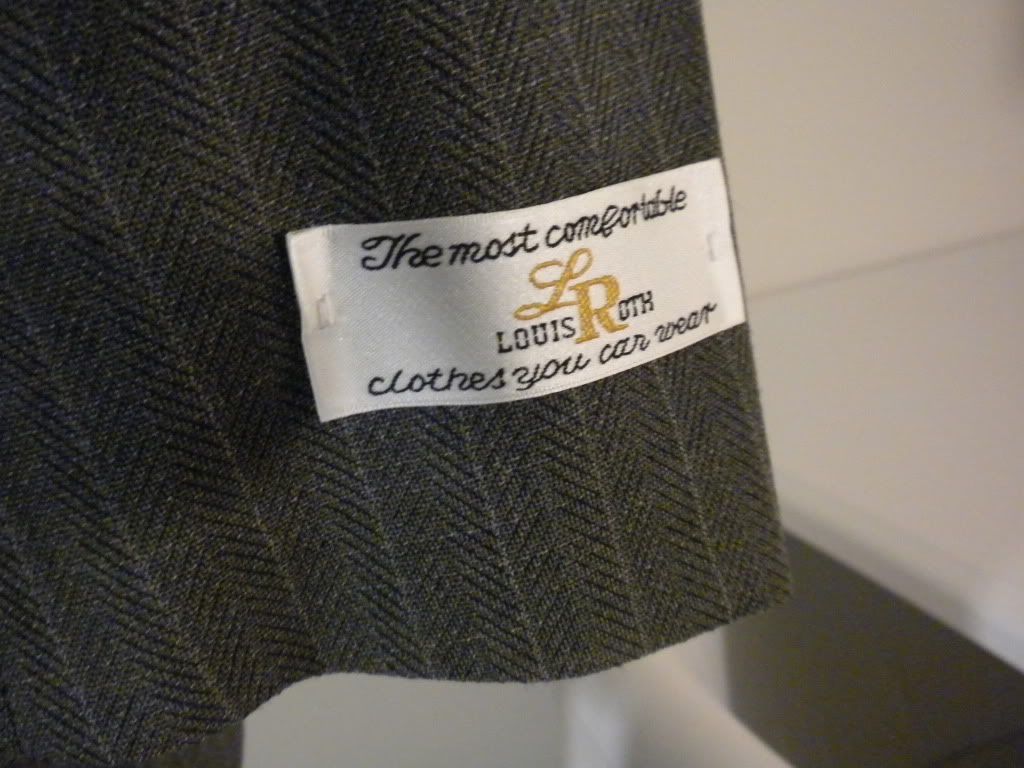 The most comfortable
LR
LOUIS ROTH
clothes you can wear